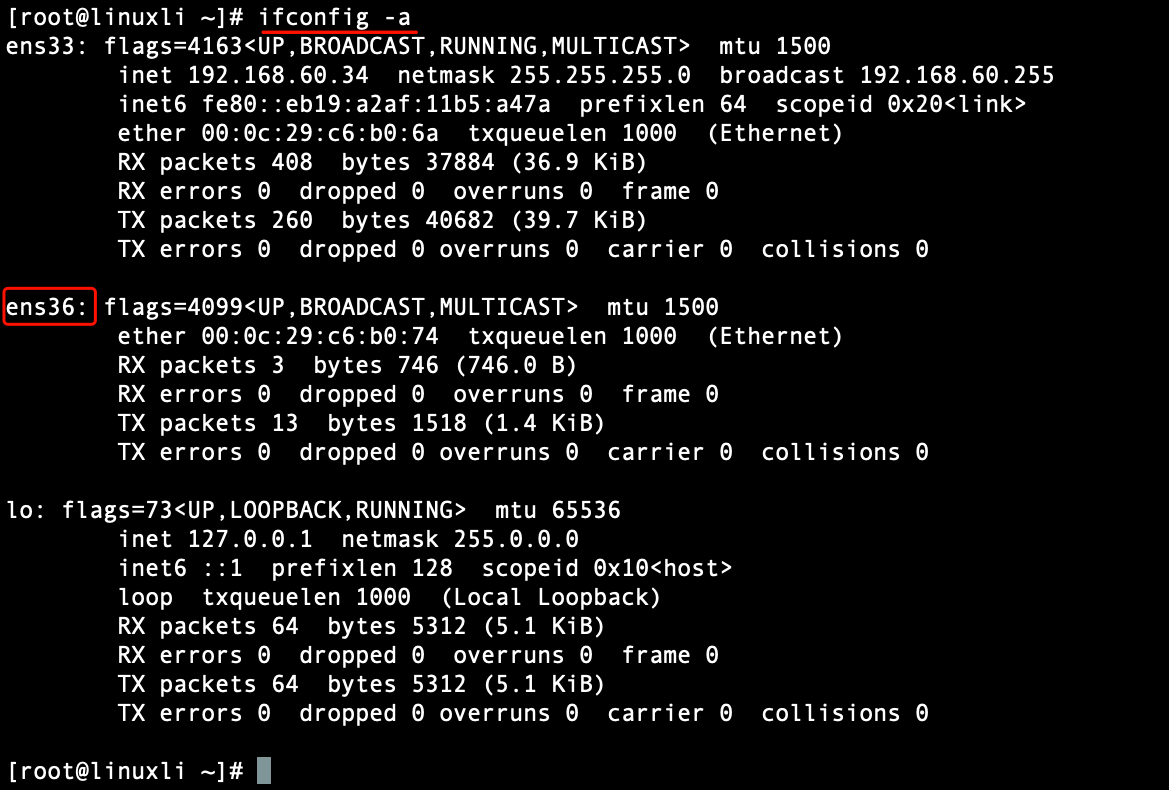 [root@linuxli ~]# ifconfig -a
ens33: flags=4163<UP,BROADCAST,RUNNING,MULTICAST>  mtu 1500
        inet 192.168.60.34  netmask 255.255.255.0  broadcast 192.168.60.255
        inet6 fe80::eb19:a2af:11b5:a47a  prefixlen 64  scopeid 0x20<link>
        ether 00:0c:29:c6:b0:6a  txqueuelen 1000  (Ethernet)
        RX packets 408  bytes 37884 (36.9 KiB)
        RX errors 0  dropped 0  overruns 0  frame 0
        TX packets 260  bytes 40682 (39.7 KiB)
        TX errors 0  dropped 0 overruns 0  carrier 0  collisions 0

ens36: flags=4099<UP,BROADCAST,MULTICAST>  mtu 1500
        ether 00:0c:29:c6:b0:74  txqueuelen 1000  (Ethernet)
        RX packets 3  bytes 746 (746.0 B)
        RX errors 0  dropped 0  overruns 0  frame 0
        TX packets 13  bytes 1518 (1.4 KiB)
        TX errors 0  dropped 0 overruns 0  carrier 0  collisions 0

lo: flags=73<UP,LOOPBACK,RUNNING>  mtu 65536
        inet 127.0.0.1  netmask 255.0.0.0
        inet6 ::1  prefixlen 128  scopeid 0x10<host>
        loop  txqueuelen 1000  (Local Loopback)
        RX packets 64  bytes 5312 (5.1 KiB)
        RX errors 0  dropped 0  overruns 0  frame 0
        TX packets 64  bytes 5312 (5.1 KiB)
        TX errors 0  dropped 0 overruns 0  carrier 0  collisions 0

[root@linuxli ~]#